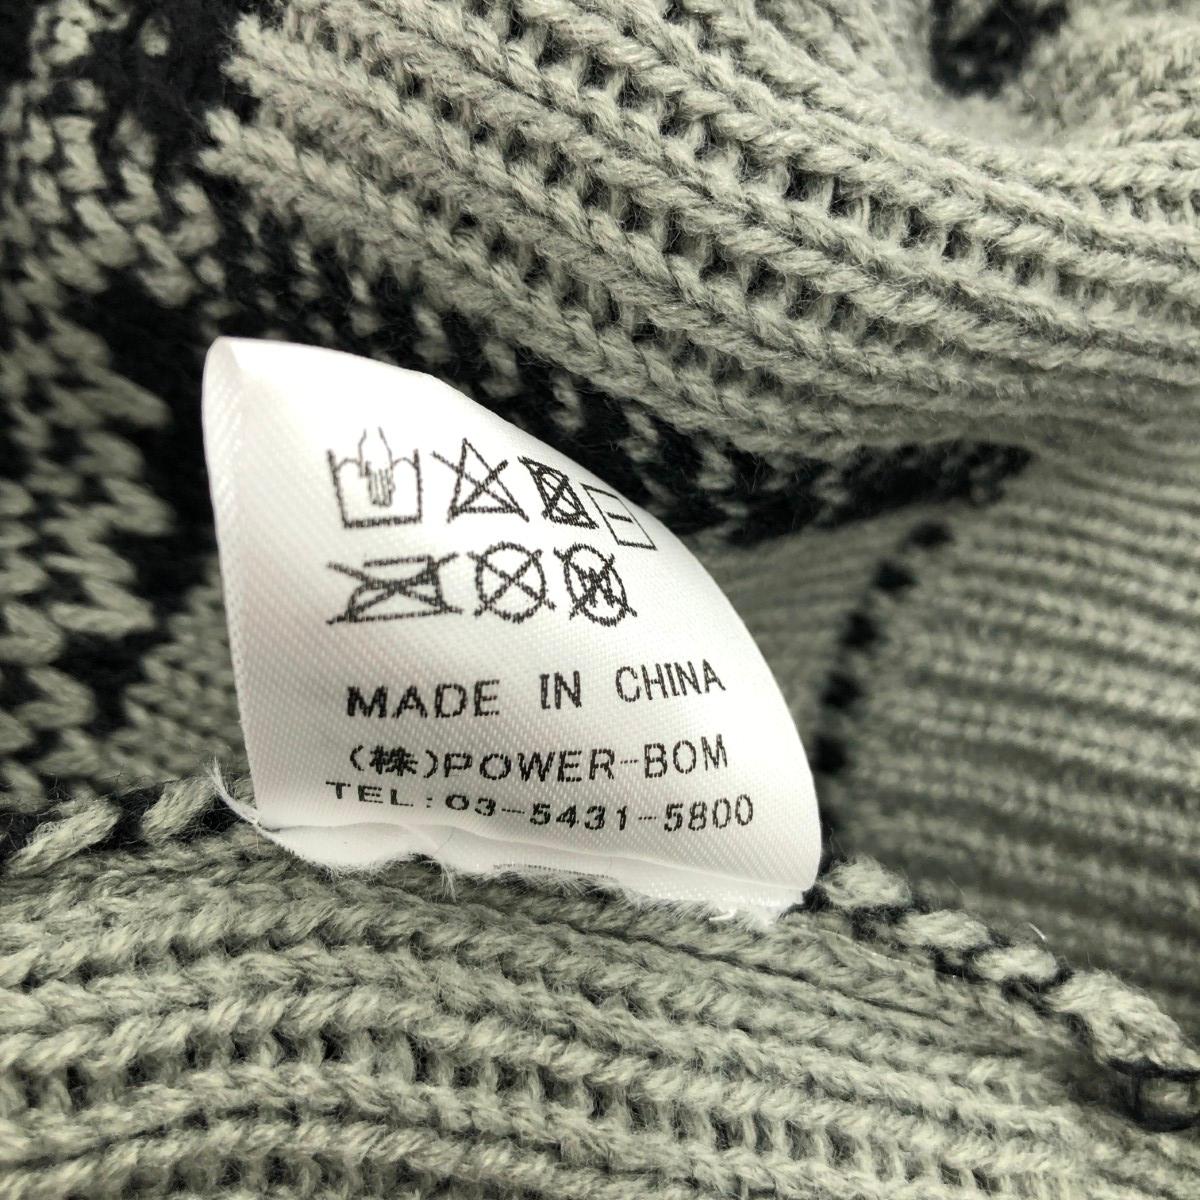 MADE IN CHINA
(株)POWER-BOM
TEL:03-5431-5800